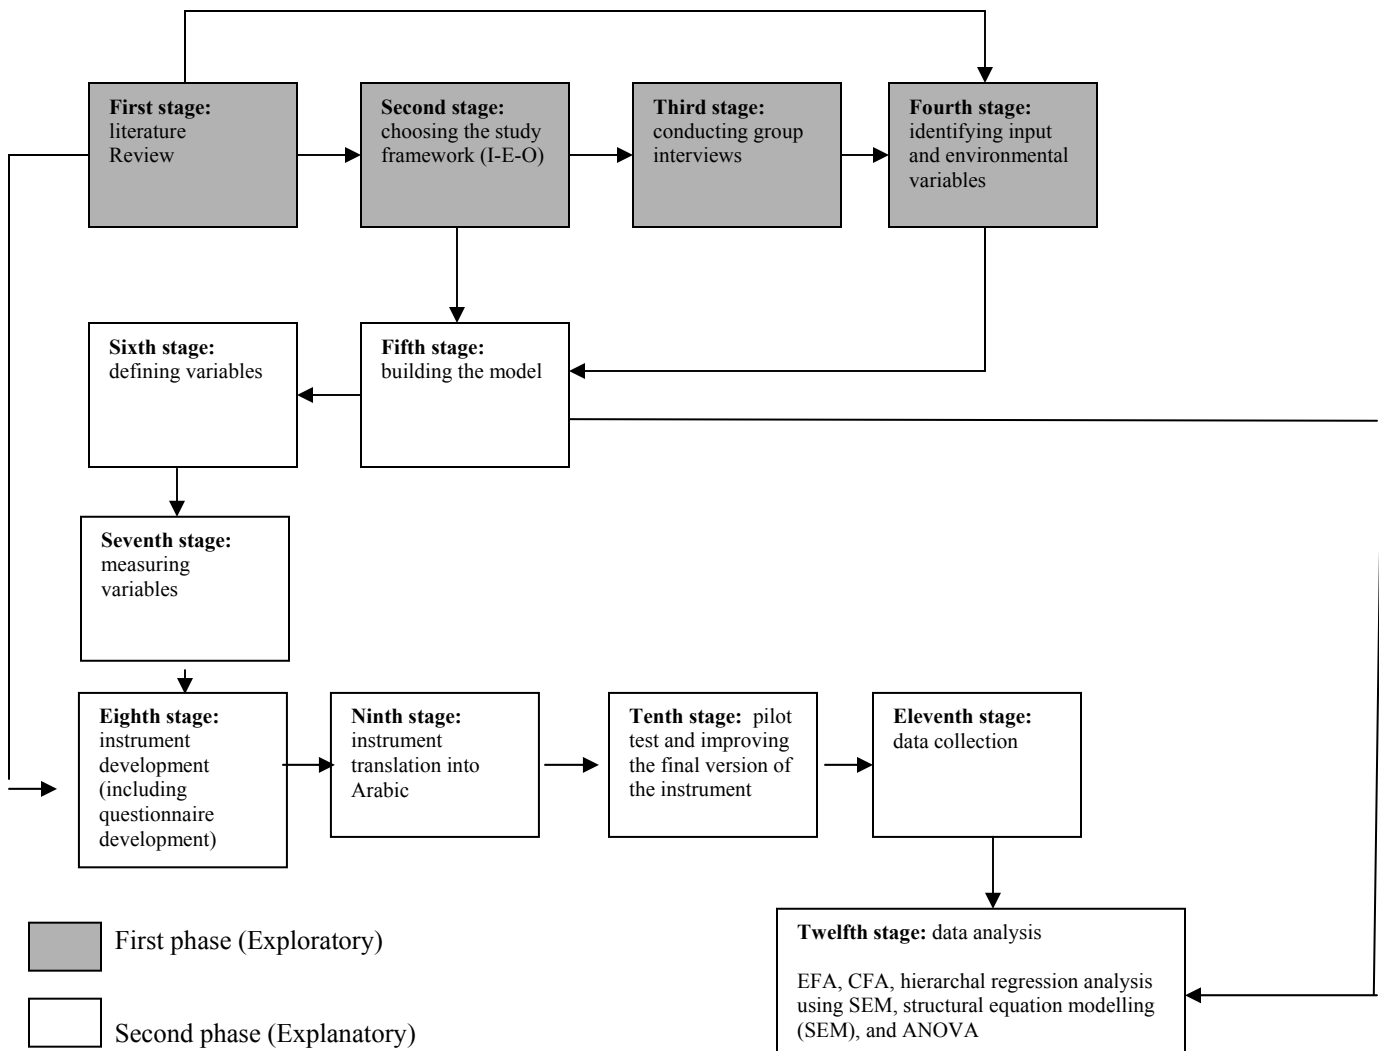 First stage:
literature
Review
Second stage:
choosing the study
framework (I-E-O)
Third stage:
conducting group
interviews
Fourth stage:
identifying input
and environmental
variables
Sixth stage:
defining variables
Fifth stage:
building the model
Seventh stage:
measuring
variables
Eighth stage:
instrument
development
(including
questionnaire
development)
Ninth stage:
instrument
translation into
Arabic
Tenth stage: pilot
test and improving
the final version of
the instrument
Eleventh stage:
data collection
Twelfth stage: data analysis
EFA, CFA, hierarchal regression analysis
using SEM, structural equation modelling
(SEM), and ANOVA
First phase (Exploratory)
Second phase (Explanatory)